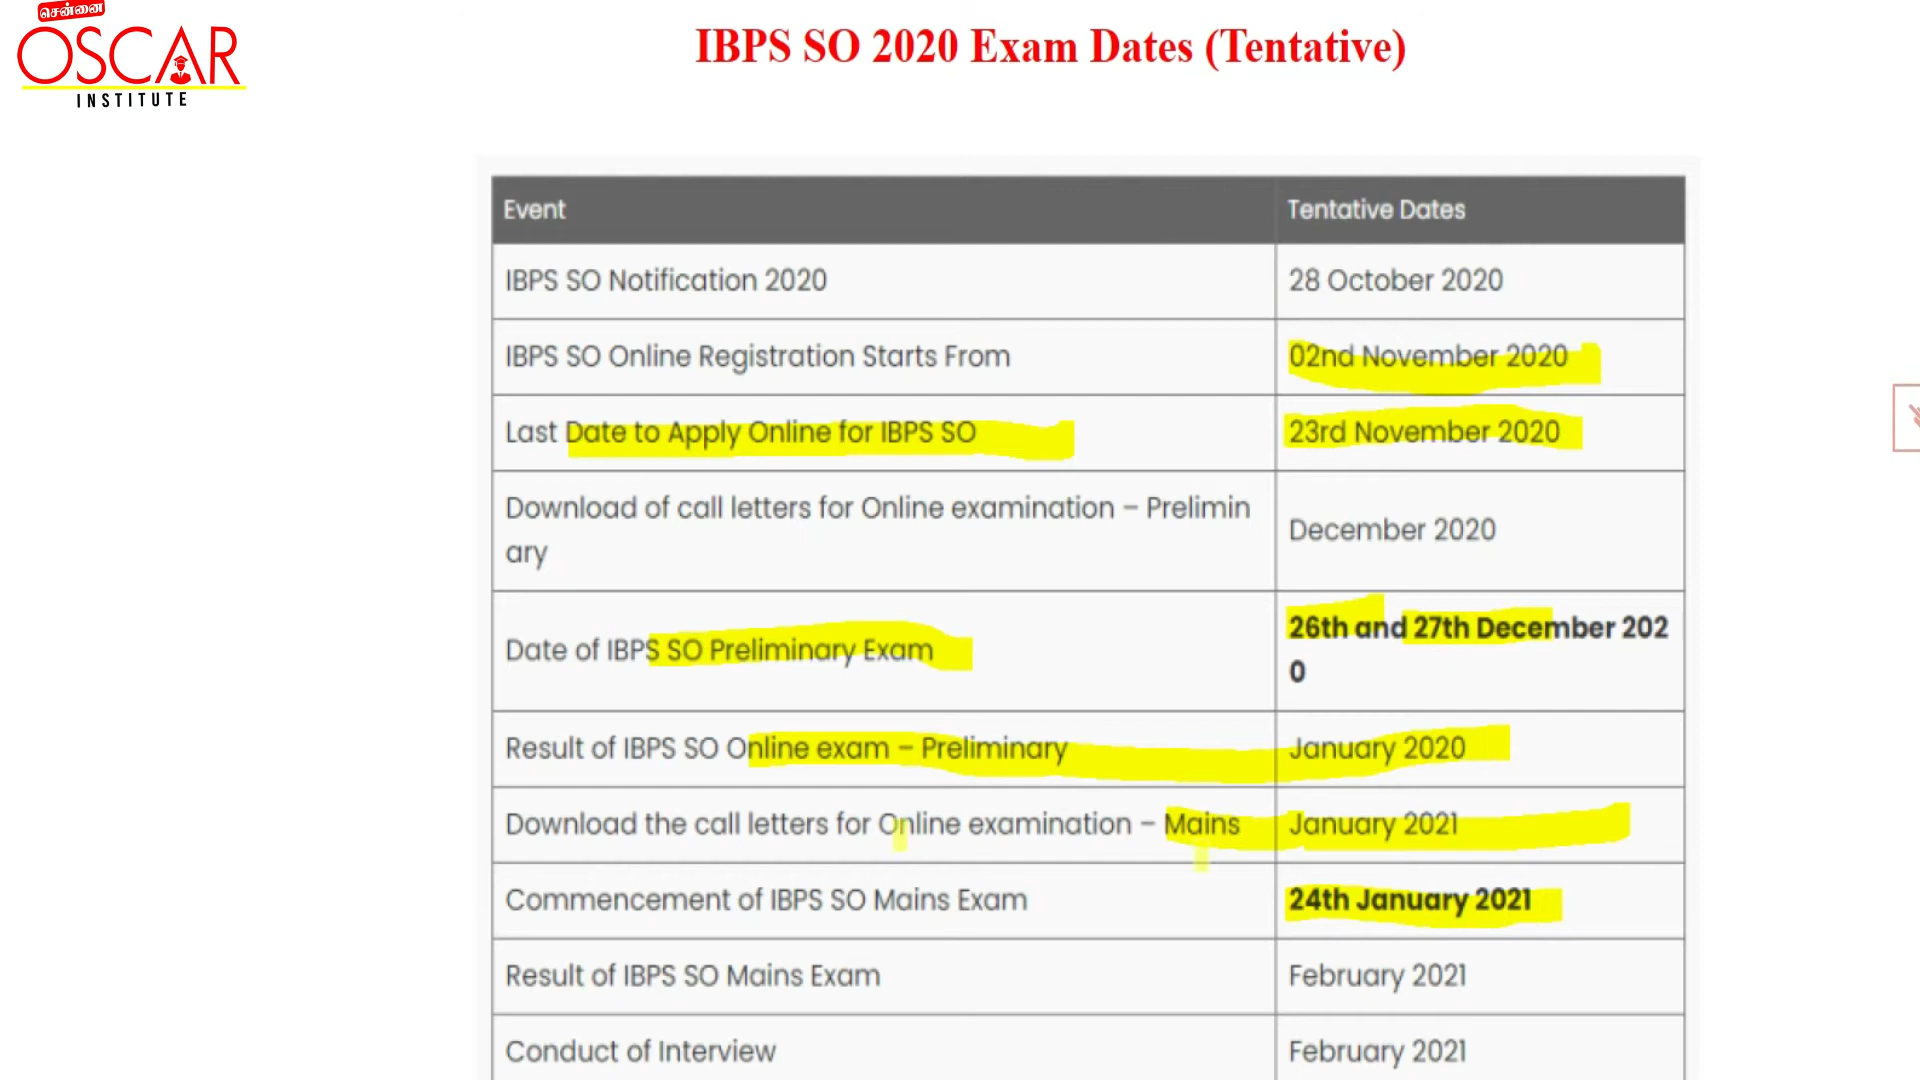 சென்னை
OSCAR
INSTITUTE
IBPS SO 2020 Exam Dates (Tentative)
Event Tentative Dates
IBPS SO Notification 2020 28 October 2020
IBPS SO Online Registration Starts From 02nd November 2020
Last Date to Apply Online for IBPS SO 23rd November 2020
Download of call letters for Online examination – Prelimin
ary December 2020
Date of IBPS SO Preliminary Exam 26th and 27th December 202
0
Result of IBPS SO Online exam – Preliminary January 2020
Download the call letters for Online examination – Mains January 2021
Commencement of IBPS SO Mains Exam 24th January 2021
Result of IBPS SO Mains Exam February 2021
Conduct of Interview February 2021